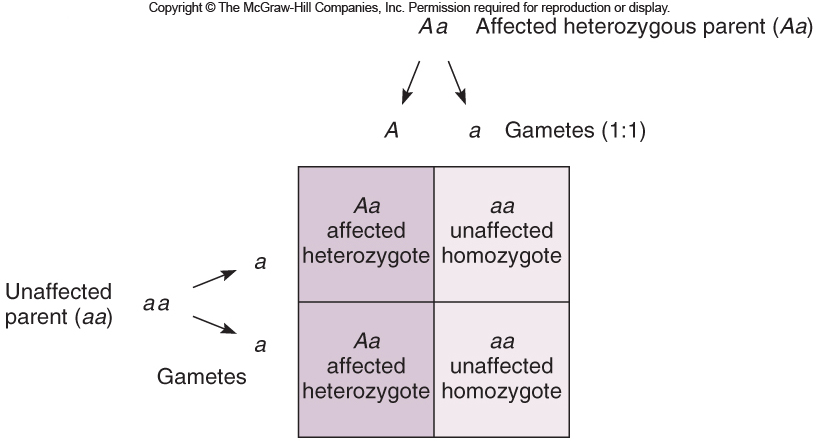 Copyright © The McGraw-Hill Companies, Inc. Permission required for reproduction or display.
Aa Affected heterozygous parent (Aa)
A a Gametes (1:1)
Aa
affected
heterozygote
aa
unaffected
homozygote
a
Unaffected
parent (aa)
aa
a
Gametes
Aa
affected
heterozygote
aa
unaffected
homozygote